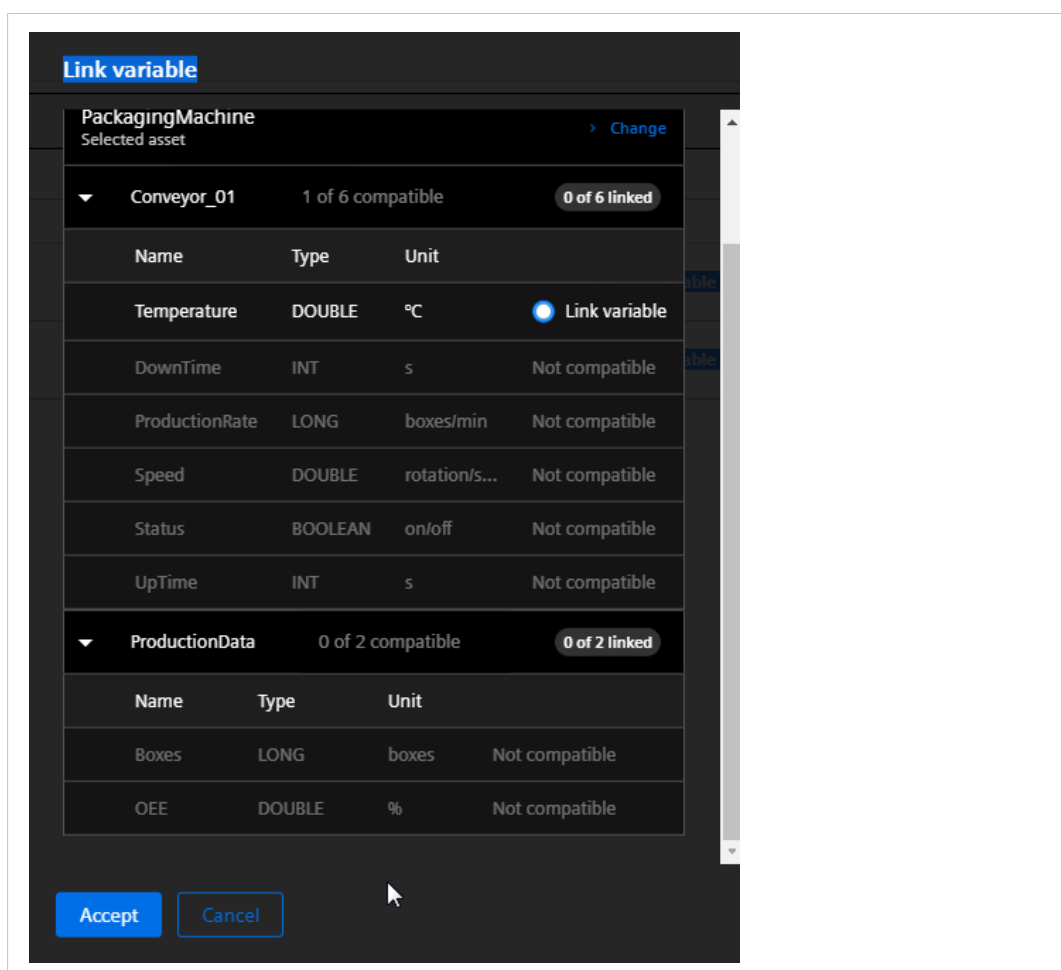 Link variable
PackagingMachine
Selected asset
> Change
Conveyor_01 1 of 6 compatible 0 of 6 linked
Name Type Unit
able
Temperature DOUBLE °C Link variable
DownTime INT s Not compatible
able
ProductionRate LONG boxes/min Not compatible
Speed DOUBLE rotation/s... Not compatible
Status BOOLEAN on/off Not compatible
UpTime INT s Not compatible
ProductionData 0 of 2 compatible 0 of 2 linked
Name Type Unit
Boxes LONG boxes Not compatible
OEE DOUBLE % Not compatible
Accept Cancel